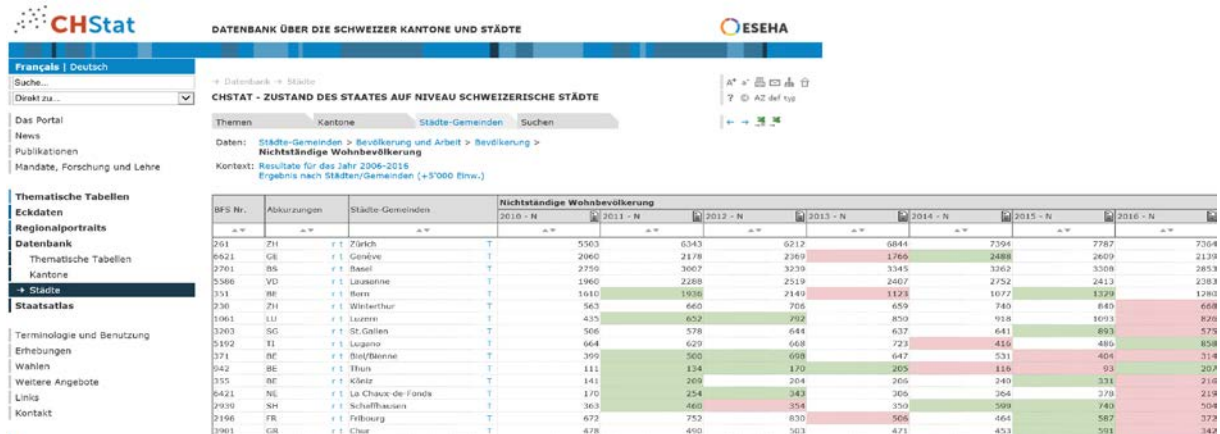 CHStat
DATENBANK ÜBER DIE SCHWEIZER KANTONE UND STÄDTE
ESEHA
Français | Deutsch
Suche...
Direkt zu...
Das Portal
News
Publikationen
Mandate, Forschung und Lehre
Thematische Tabellen
Eckdaten
Regionalportraits
Datenbank
Thematische Tabellen
Kantone
→ Städte
Staatsatlas
Terminologie und Benutzung
Erhebungen
Wahlen
Weitere Angebote
Links
Kontakt
→ Datenbank → Städte
CHSTAT - ZUSTAND DES STAATES AUF NIVEAU SCHWEIZERISCHE STÄDTE
? © AZ def typ
Themen Kantone Städte-Gemeinden Suchen
Daten: Städte-Gemeinden > Bevölkerung und Arbeit > Bevölkerung >
Nichtständige Wohnbevölkerung
Kontext: Resultate für das Jahr 2006-2016
Ergebnis nach Städten/Gemeinden (+5'000 Einw.)
BFS Nr. Abkurzungen Städte-Gemeinden Nichtständige Wohnbevölkerung
2010 - N 2011 - N 2012 - N 2013 - N 2014 - N 2015 - N 2016 - N
261 ZH r t Zürich T 5503 6343 6212 6844 7394 7787 7364
6621 GE r t Genève T 2060 2178 2369 1766 2488 2609 2139
2701 BS r t Basel T 2759 3007 3239 3345 3262 3308 2853
5586 VD r t Lausanne T 1960 2268 2519 2407 2752 2413 2383
351 BE r t Bern T 1610 1936 2149 1123 1077 1329 1280
230 ZH r t Winterthur T 563 660 706 659 740 840 668
1061 LU r t Luzern T 435 652 792 850 918 1093 826
3203 SG r t St.Gallen T 506 578 644 637 641 893 575
5192 TI r t Lugano T 664 629 668 723 416 486 858
371 BE r t Biel/Bienne T 399 500 698 647 531 404 314
942 BE r t Thun T 111 134 170 205 116 93 207
355 BE r t Köniz T 141 209 204 206 240 331 216
6421 NE r t La Chaux-de-Fonds T 170 254 343 306 364 378 219
2939 SH r t Schaffhausen T 363 460 354 350 599 740 504
2196 FR r t Fribourg T 672 752 830 506 464 587 372
3901 GR r t Chur T 478 490 503 471 453 591 342